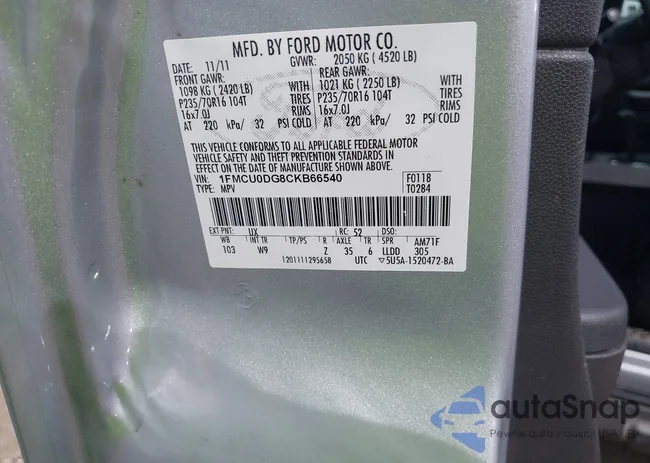 MFD. BY FORD MOTOR CO.
DATE: 11/11 GVWR: 2050 KG ( 4520 LB)
FRONT GAWR: REAR GAWR:
1098 KG ( 2420 LB) WITH 1021 KG ( 2250 LB) WITH
P235/70R16 104T TIRES P235/70R16 104T TIRES
16x7.0J RIMS 16x7.0J RIMS
AT 220 kPa/ 32 PSI COLD AT 220 kPa/ 32 PSI COLD
THIS VEHICLE CONFORMS TO ALL APPLICABLE FEDERAL MOTOR
VEHICLE SAFETY AND THEFT PREVENTION STANDARDS IN
EFFECT ON THE DATE OF MANUFACTURE SHOWN ABOVE.
VIN: 1FMCU0DG8CKB66540 F0118
TYPE: MPV T0284
EXT PNT: UX RC: 52 DSO:
WB INT TR TP/PS R AXLE TR SPR AM71F
103 W9 Z 35 6 LLDD 305
1201111295658 UTC ▽5U5A-1520472-BA
autaSnap
Pewne auta z aukcji USA